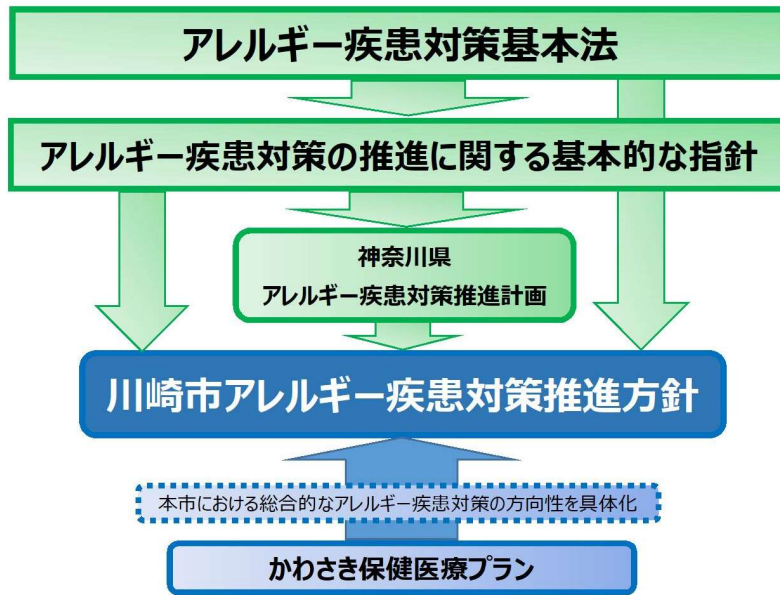 アレルギー疾患対策基本法
アレルギー疾患対策の推進に関する基本的な指針
神奈川県
アレルギー疾患対策推進計画
川崎市アレルギー疾患対策推進方針
本市における総合的なアレルギー疾患対策の方向性を具体化
かわさき保健医療プラン